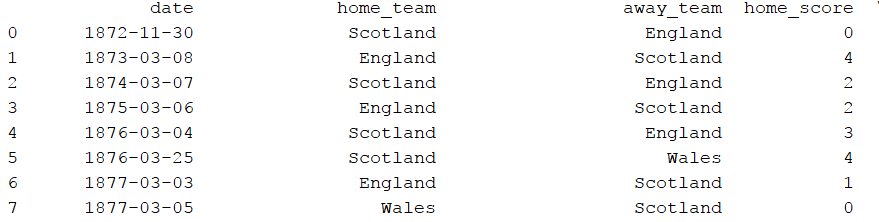 date home_team away_team home_score
0 1872-11-30 Scotland England 0
1 1873-03-08 England Scotland 4
2 1874-03-07 Scotland England 2
3 1875-03-06 England Scotland 2
4 1876-03-04 Scotland England 3
5 1876-03-25 Scotland Wales 4
6 1877-03-03 England Scotland 1
7 1877-03-05 Wales Scotland 0